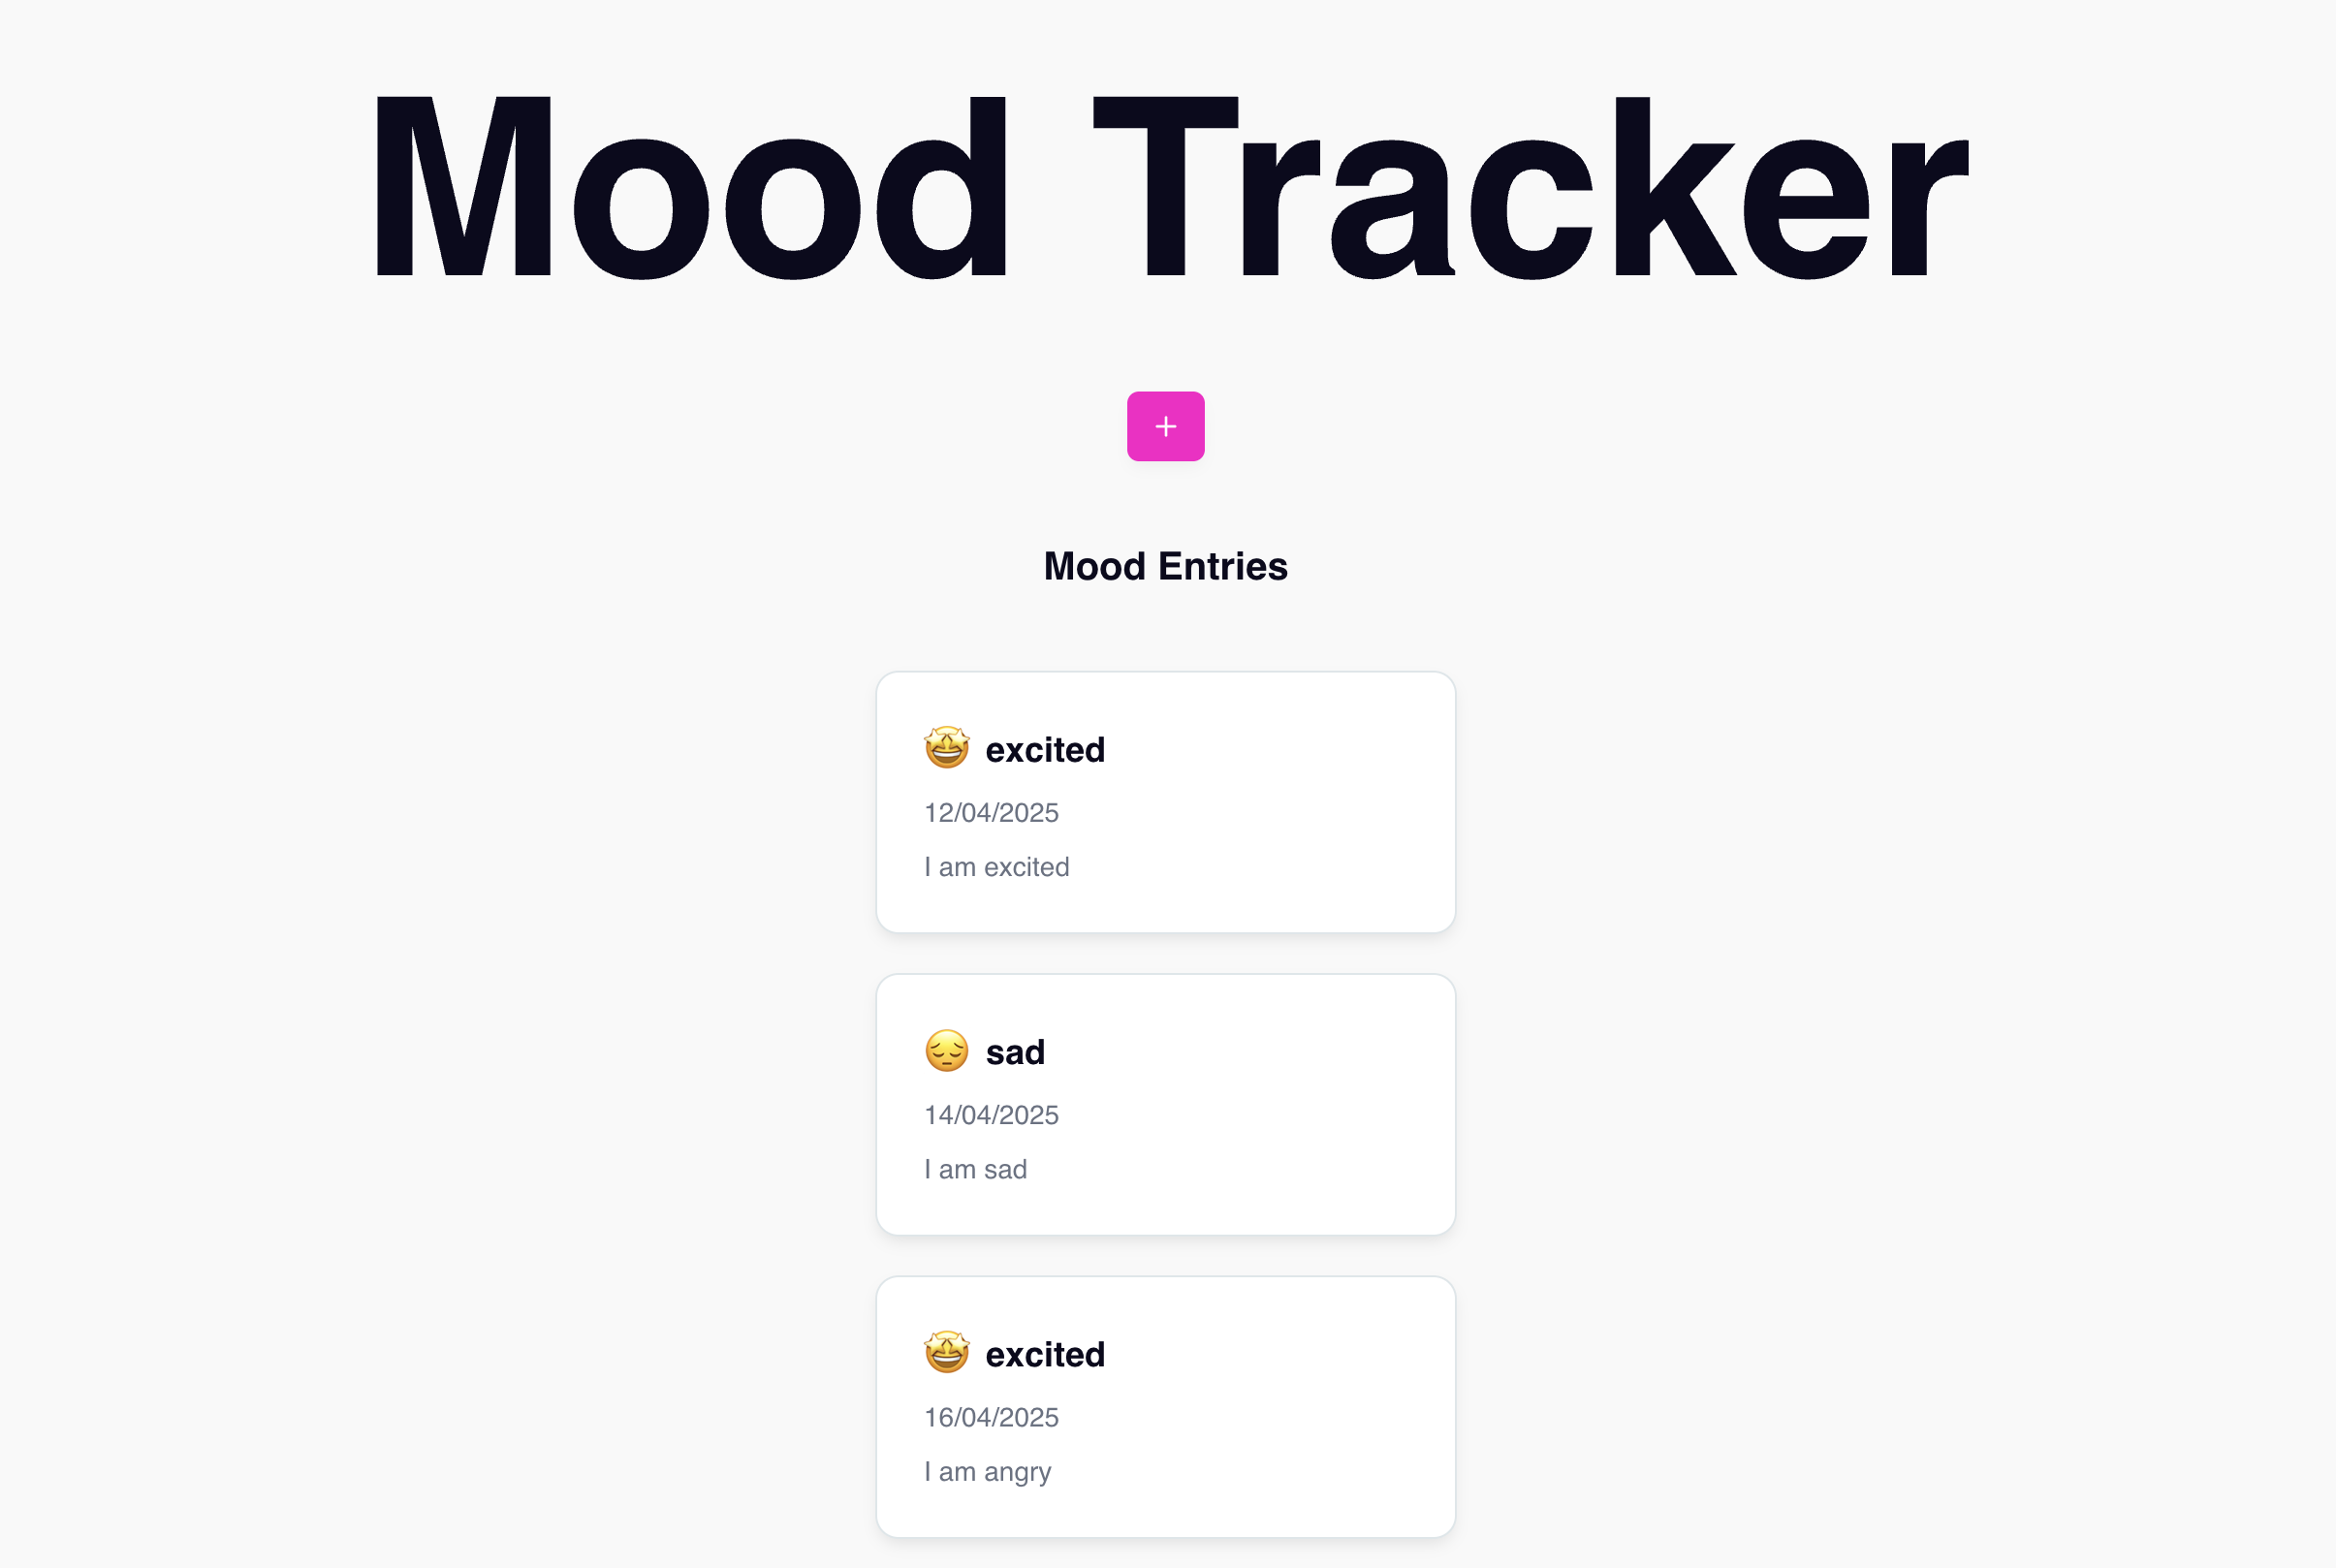 Mood Tracker
+
Mood Entries
🤩 excited
12/04/2025
I am excited
😔 sad
14/04/2025
I am sad
🤩 excited
16/04/2025
I am angry